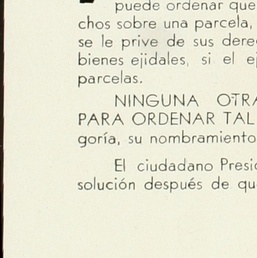 puede ordenar que
chos sobre una parcela,
se le prive de sus dere
bienes ejidales, si el ej
parcelas.
NINGUNA OTRA
PARA ORDENAR TAL
goría, su nombramiento
El ciudadano Presi
solución después de qu